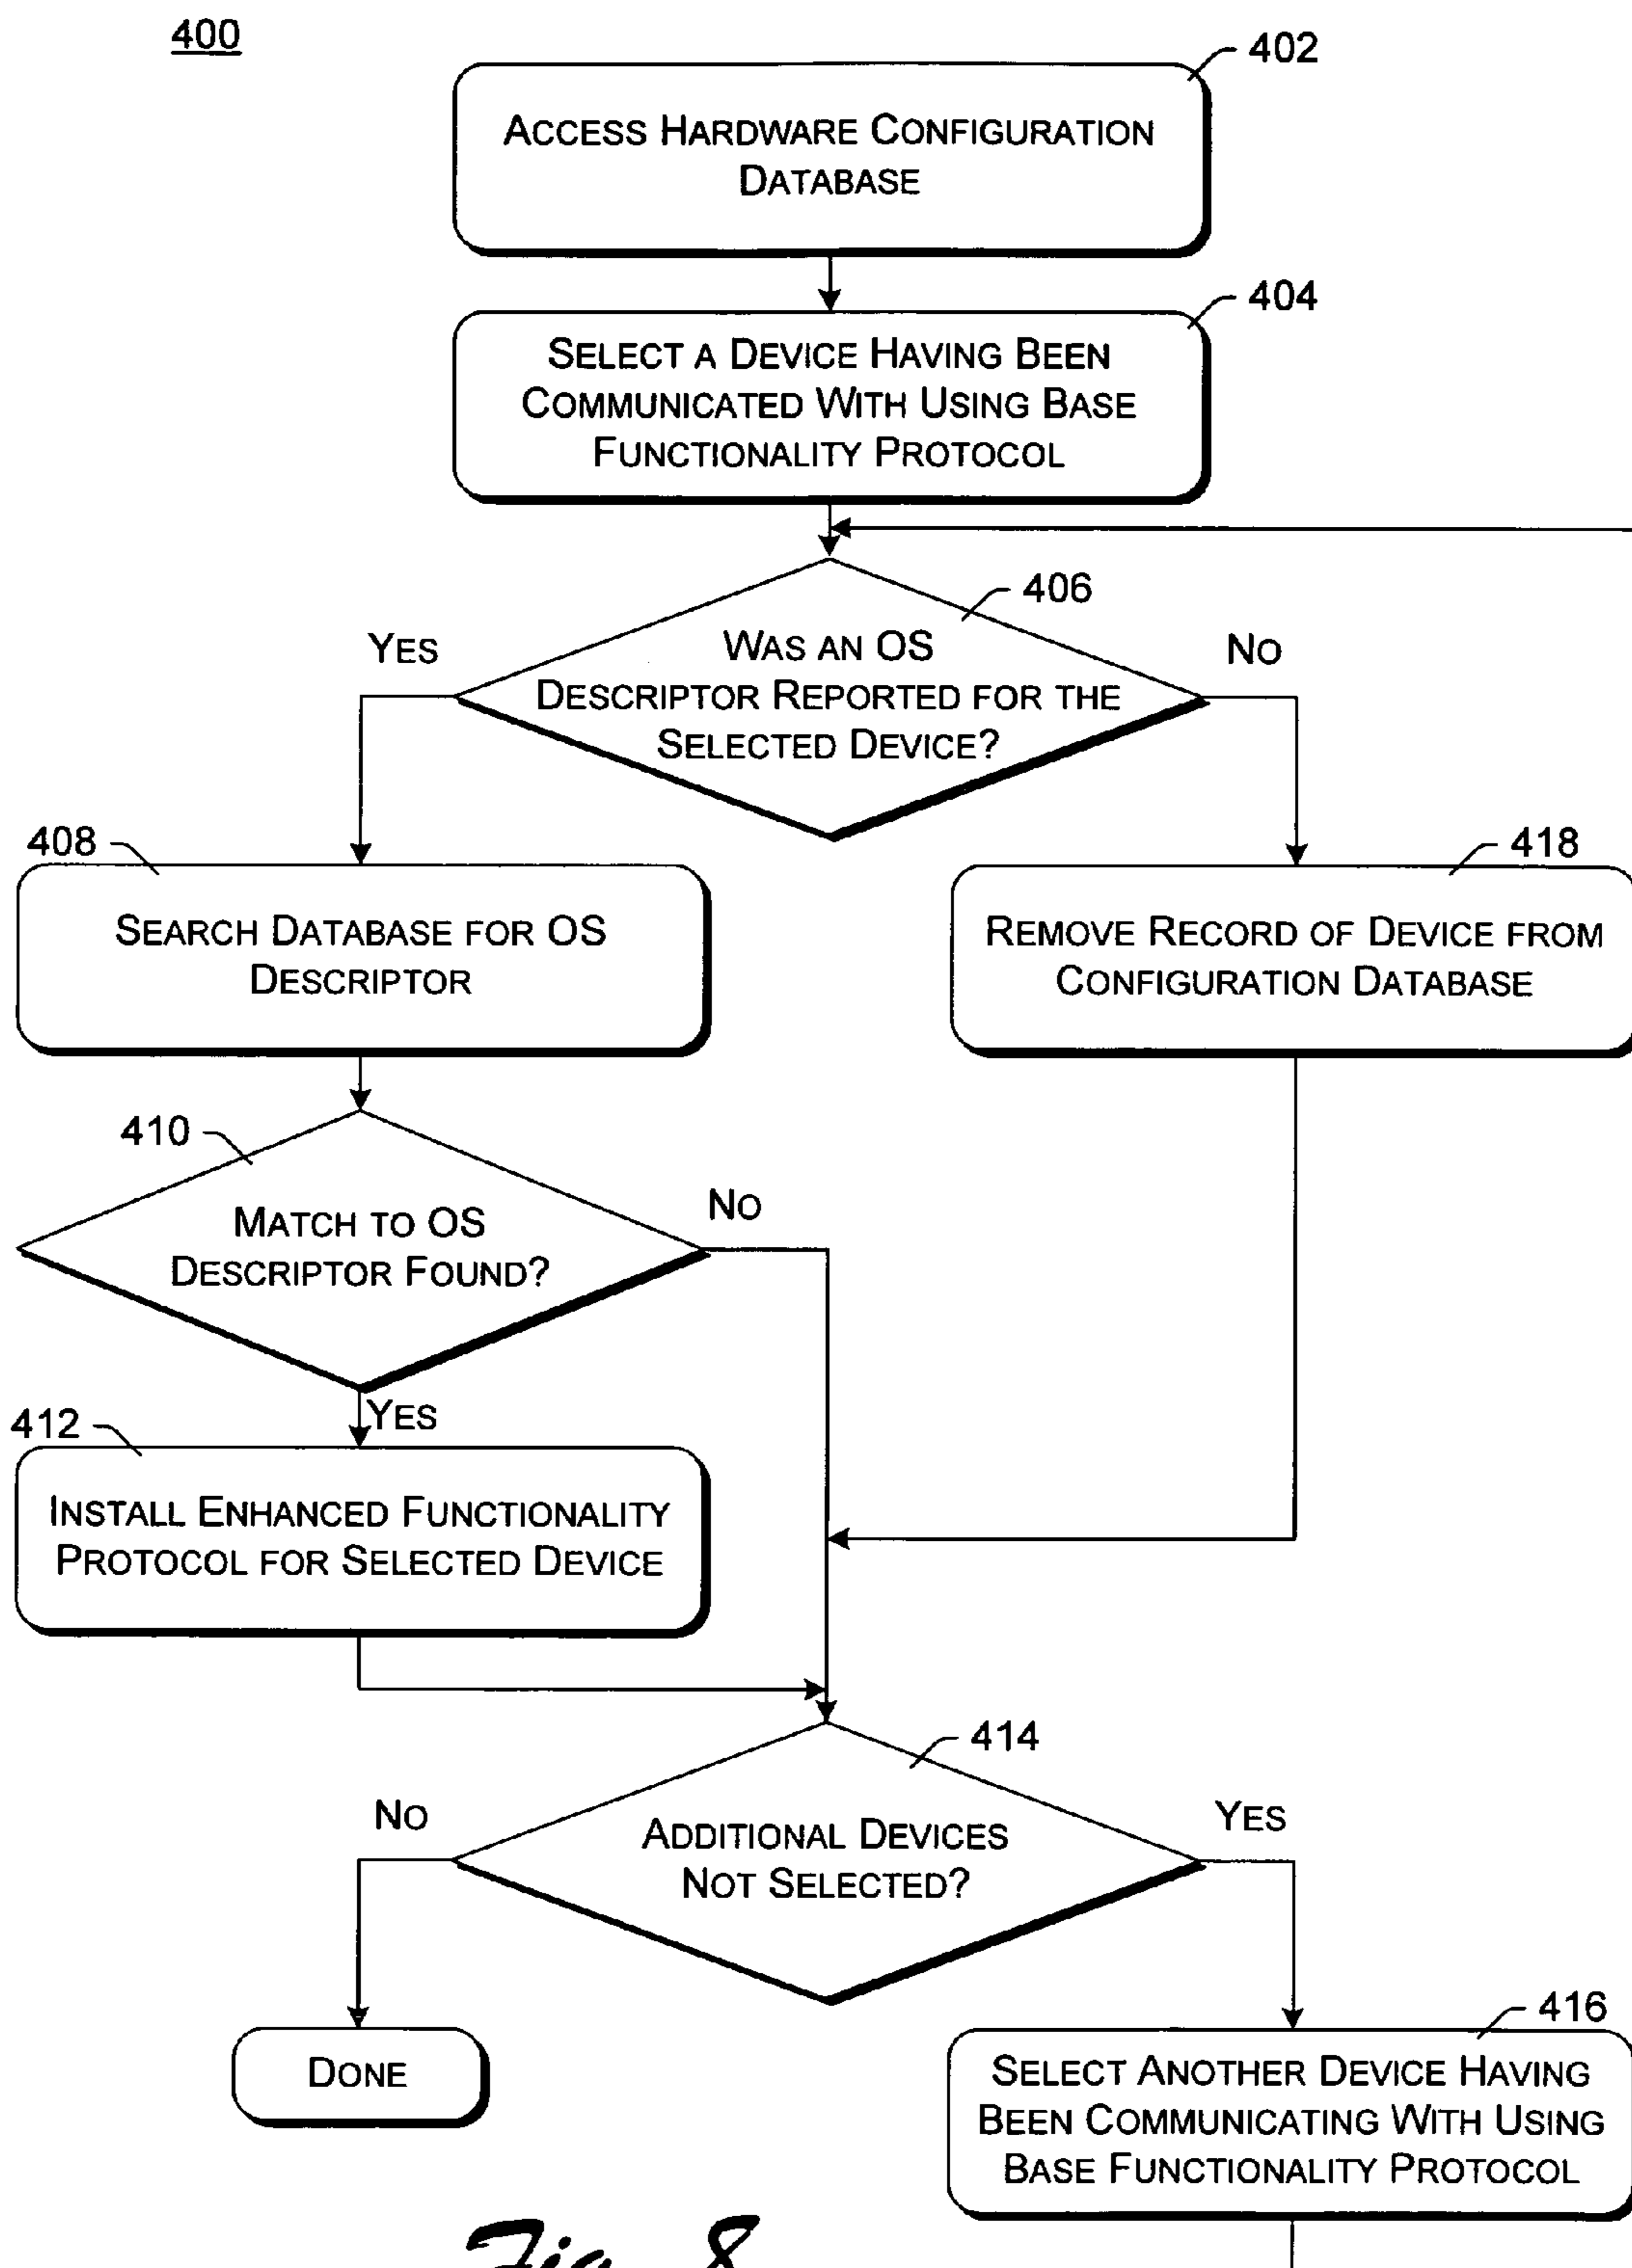 400
402
ACCESS HARDWARE CONFIGURATION
DATABASE
404
SELECT A DEVICE HAVING BEEN
COMMUNICATED WITH USING BASE
FUNCTIONALITY PROTOCOL
406
YES
WAS AN OS
DESCRIPTOR REPORTED FOR THE
SELECTED DEVICE?
NO
408
SEARCH DATABASE FOR OS
DESCRIPTOR
418
REMOVE RECORD OF DEVICE FROM
CONFIGURATION DATABASE
410
MATCH TO OS
DESCRIPTOR FOUND?
NO
YES
412
INSTALL ENHANCED FUNCTIONALITY
PROTOCOL FOR SELECTED DEVICE
414
NO
ADDITIONAL DEVICES
NOT SELECTED?
YES
DONE
416
SELECT ANOTHER DEVICE HAVING
BEEN COMMUNICATING WITH USING
BASE FUNCTIONALITY PROTOCOL
Fig. 8